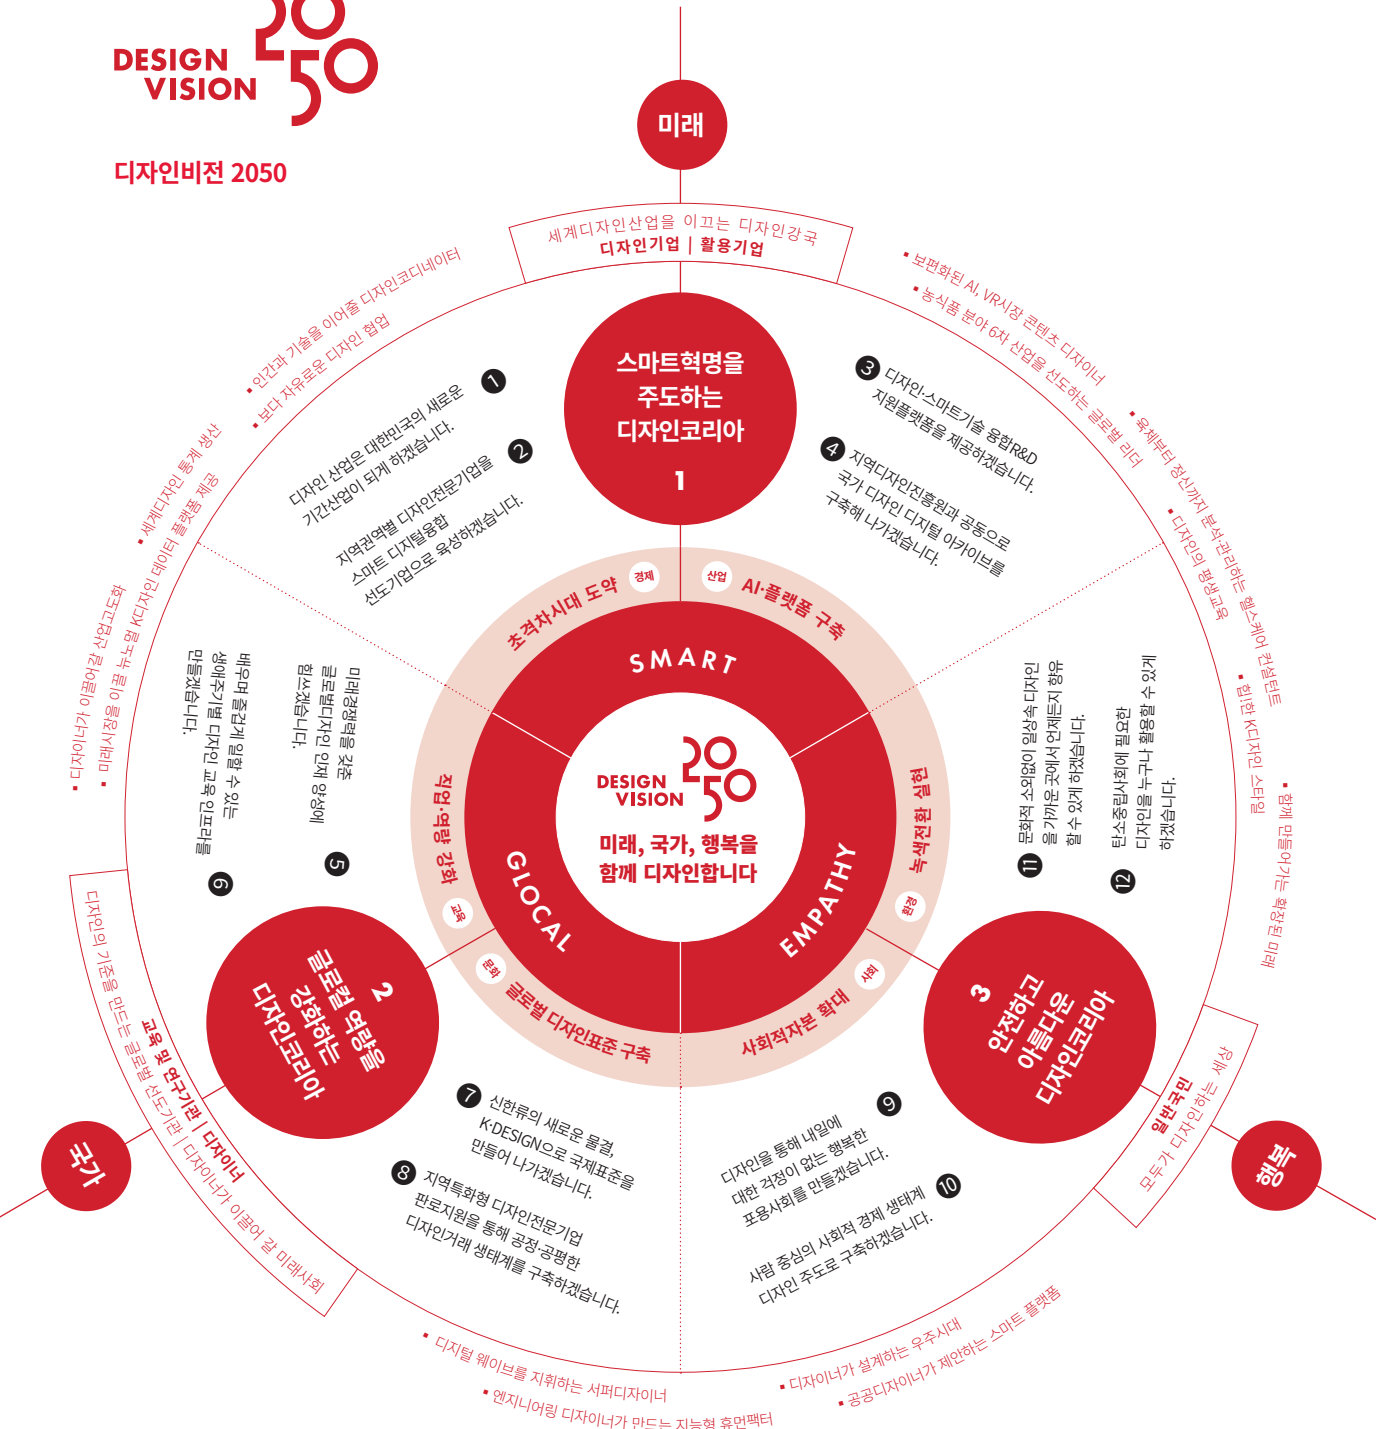 DESIGN
VISION
2050
디자인비전 2050
미래
세계디자인산업을 이끄는 디자인강국
디자인기업 | 활용기업
스마트혁명을
주도하는
디자인코리아
1
▪ 인간과 기술을 이어줄 디자인코디네이터
▪ 보다 자유로운 디자인 협업
▪ 세계디자인 통계 생산
▪ 미래시장을 이끌 뉴노멀 K디자인 데이터 플랫폼 제공
▪ 디자이너가 이끌어갈 산업고도화
▪ 보편화된 AI, VR시장 콘텐츠 디자이너
▪ 농식품 분야 6차 산업을 선도하는 글로벌 리더
▪ 육체부터 정신까지 분석·관리하는 헬스케어 컨설턴트
▪ 디자인의 평생교육
▪ 힙!한 K디자인 스타일
▪ 함께 만들어가는 확장된 미래
1
디자인 산업은 대한민국의 새로운
기간산업이 되게 하겠습니다.
2
지역권역별 디자인전문기업을
스마트 디지털융합
선도기업으로 육성하겠습니다.
3 디자인·스마트기술 융합R&D
지원플랫폼을 제공하겠습니다.
4 지역디자인진흥원과 공동으로
국가 디자인 디지털 아카이브를
구축해 나가겠습니다.
초격차시대 도약
경제
산업
AI·플랫폼 구축
SMART
DESIGN
VISION
2050
미래, 국가, 행복을
함께 디자인합니다
GLOCAL
EMPATHY
직업·역량 강화
교육
문화
글로벌 디자인표준 구축
녹색전환 실현
환경
사회
사회적자본 확대
5
미래경쟁력을 갖춘
글로벌디자인 인재 양성에
힘쓰겠습니다.
6
배우며 즐겁게 일할 수 있는
생애주기별 디자인 교육 인프라를
만들겠습니다.
11
문화적 소외없이 일상속 디자인
을 가까운 곳에서 언제든지 향유
할 수 있게 하겠습니다.
12
탄소중립사회에 필요한
디자인을 누구나 활용할 수 있게
하겠습니다.
2
글로컬 역량을
강화하는
디자인코리아
3
안전하고
아름다운
디자인코리아
국가
교육 및 연구기관 | 디자이너
디자인의 기준을 만드는 글로벌 선도기관 | 디자이너가 이끌어 갈 미래사회
행복
일반국민
모두가 디자인하는 세상
7 신한류의 새로운 물결,
K·DESIGN으로 국제표준을
만들어 나가겠습니다.
8 지역특화형 디자인전문기업
판로지원을 통해 공정·공평한
디자인거래 생태계를 구축하겠습니다.
9
디자인을 통해 내일에
대한 걱정이 없는 행복한
포용사회를 만들겠습니다.
10
사람 중심의 사회적 경제 생태계
디자인 주도로 구축하겠습니다.
▪ 디지털 웨이브를 지휘하는 서퍼디자이너
▪ 엔지니어링 디자이너가 만드는 지능형 휴먼팩터
▪ 디자이너가 설계하는 우주시대
▪ 공공디자이너가 제안하는 스마트 플랫폼